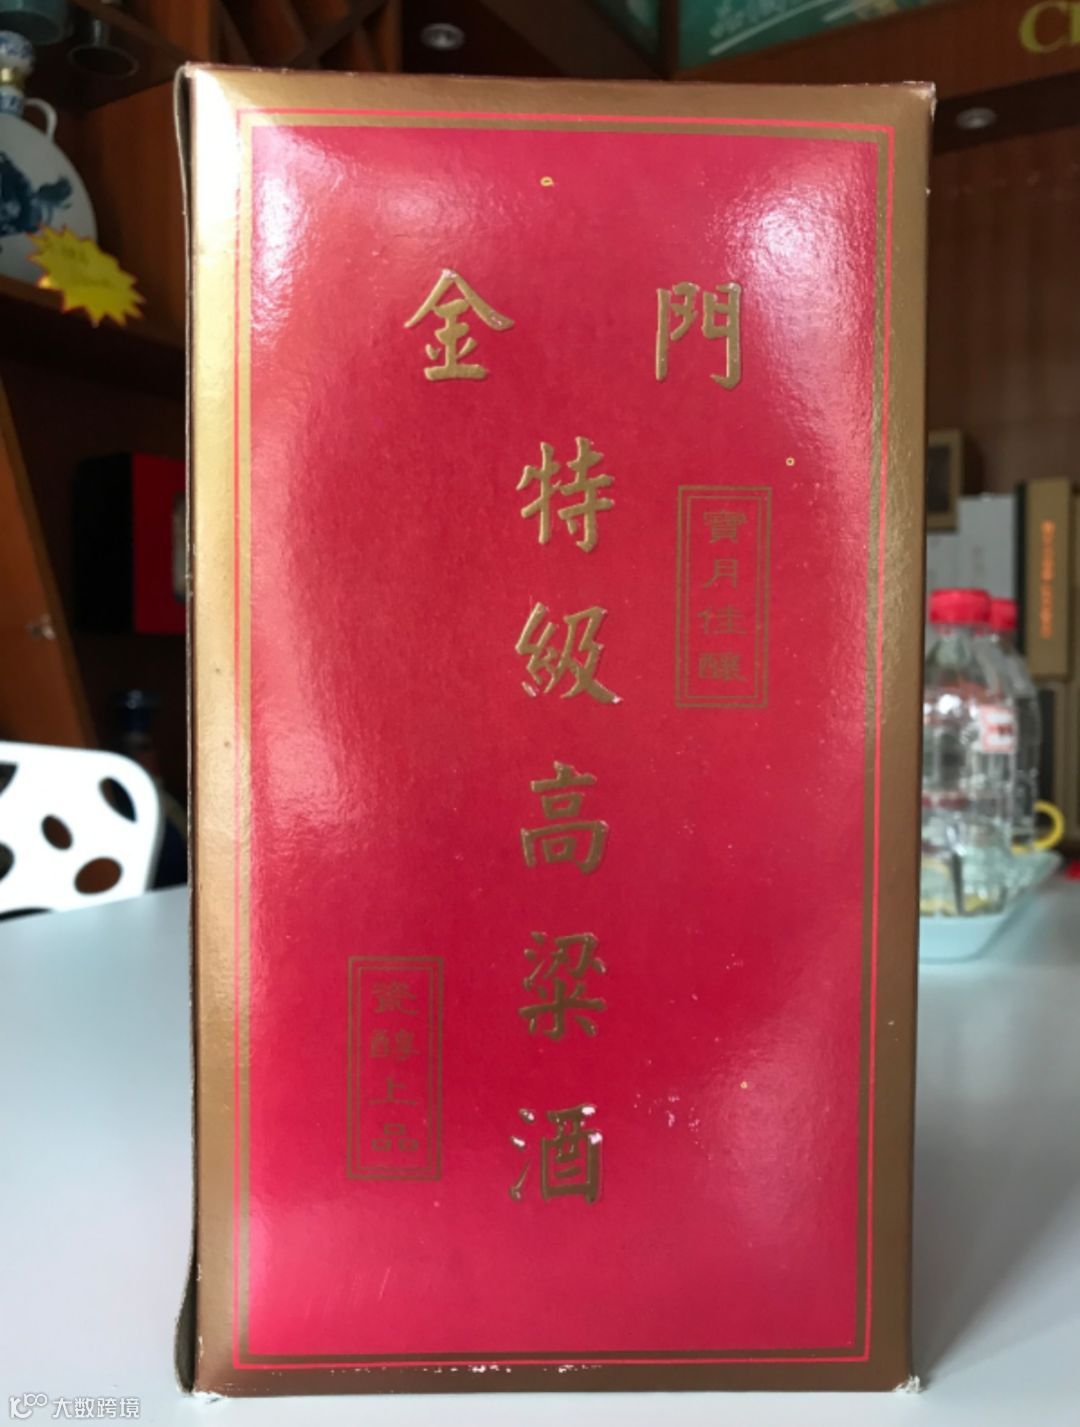 金 門
特級高粱酒
寶月佳釀
瓷醇上品
大数跨境